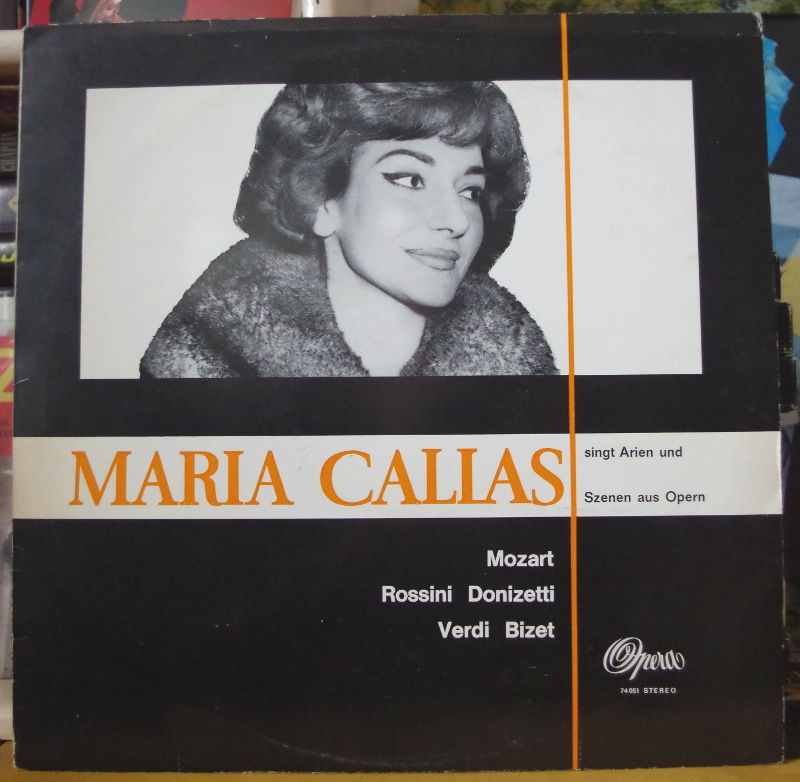 MARIA CALLAS
singt Arien und
Szenen aus Opern
Mozart
Rossini Donizetti
Verdi Bizet
Opera
74051 STEREO